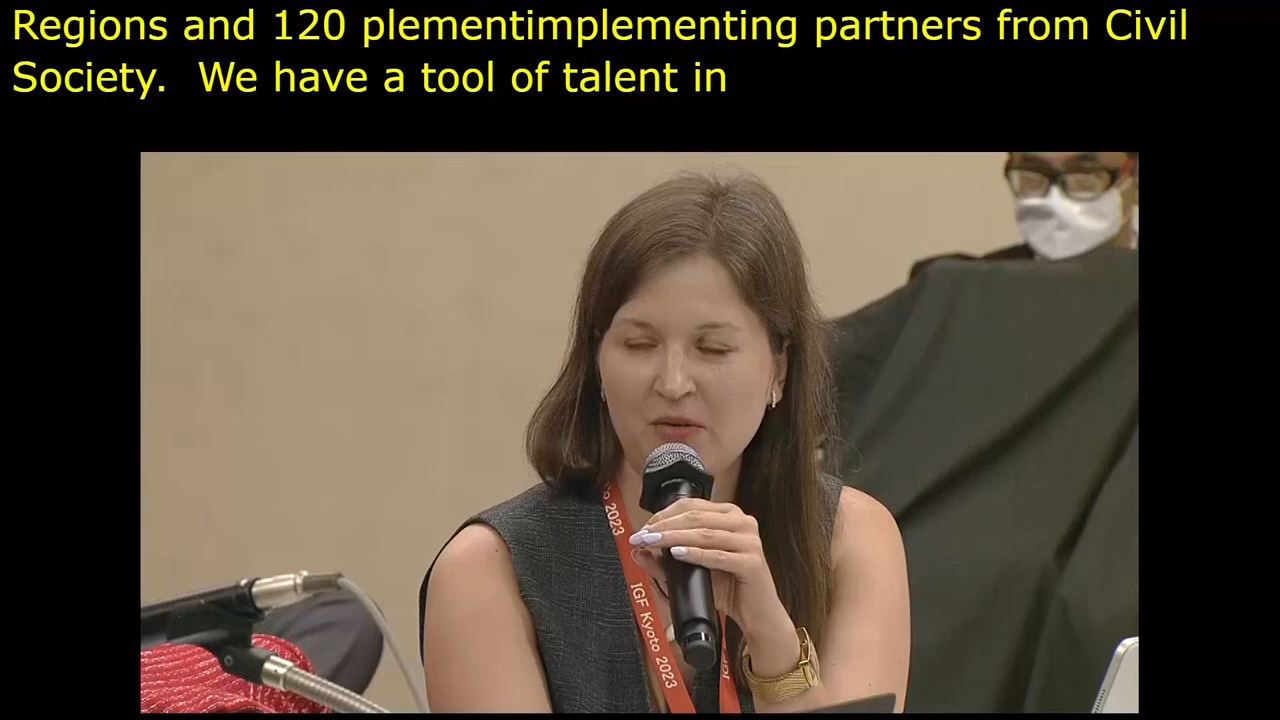 Regions and 120 plementimplementing partners from Civil
Society.  We have a tool of talent in
o 2023
IGF Kyoto 2023